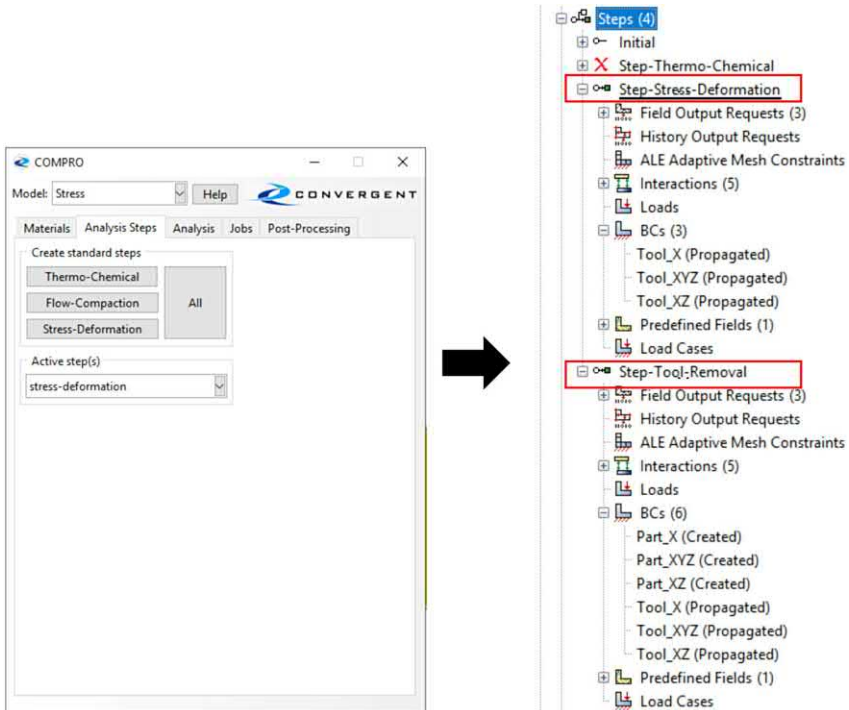 COMPRO
Model: Stress Help CONVERGENT
Materials Analysis Steps Analysis Jobs Post-Processing
Create standard steps
Thermo-Chemical
Flow-Compaction
Stress-Deformation
All
Active step(s)
stress-deformation
Steps (4)
Initial
Step-Thermo-Chemical
Step-Stress-Deformation
Field Output Requests (3)
History Output Requests
ALE Adaptive Mesh Constraints
Interactions (5)
Loads
BCs (3)
Tool_X (Propagated)
Tool_XYZ (Propagated)
Tool_XZ (Propagated)
Predefined Fields (1)
Load Cases
Step-Tool-Removal
Field Output Requests (3)
History Output Requests
ALE Adaptive Mesh Constraints
Interactions (5)
Loads
BCs (6)
Part_X (Created)
Part_XYZ (Created)
Part_XZ (Created)
Tool_X (Propagated)
Tool_XYZ (Propagated)
Tool_XZ (Propagated)
Predefined Fields (1)
Load Cases